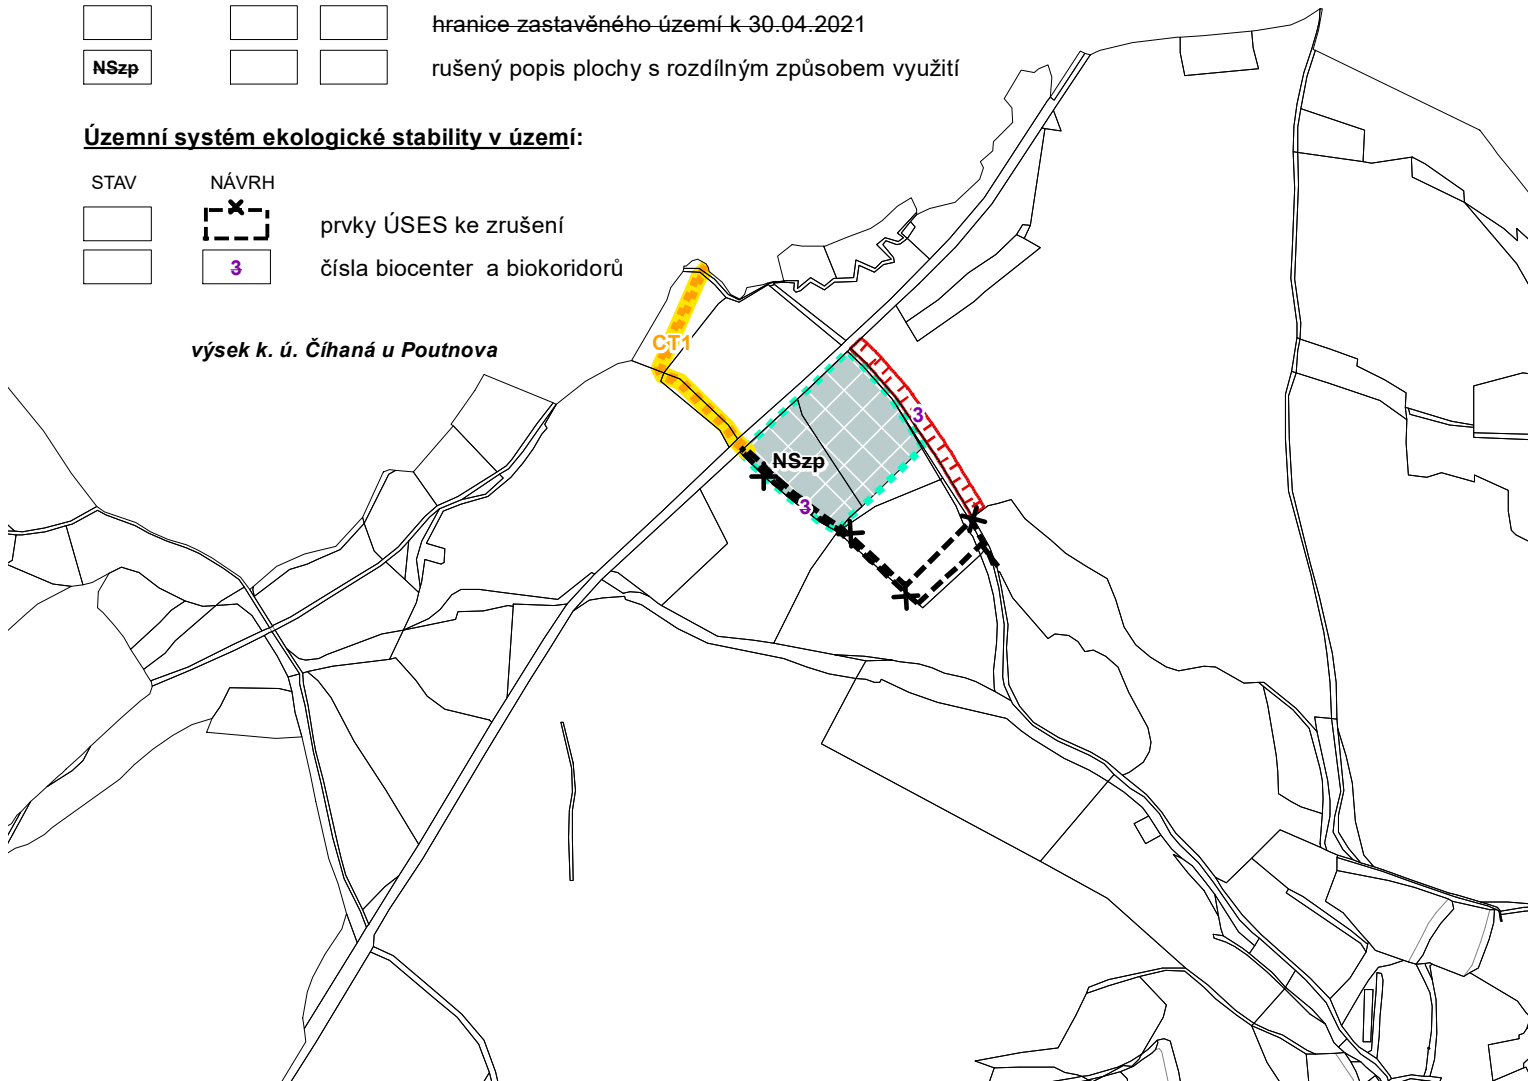 hranice zastavěného území k 30.04.2021
NSzp
rušený popis plochy s rozdílným způsobem využití
Územní systém ekologické stability v území:
STAV NÁVRH
prvky ÚSES ke zrušení
3 čísla biocenter a biokoridorů
výsek k. ú. Číhaná u Poutnova
CT1
3
NSzp
3